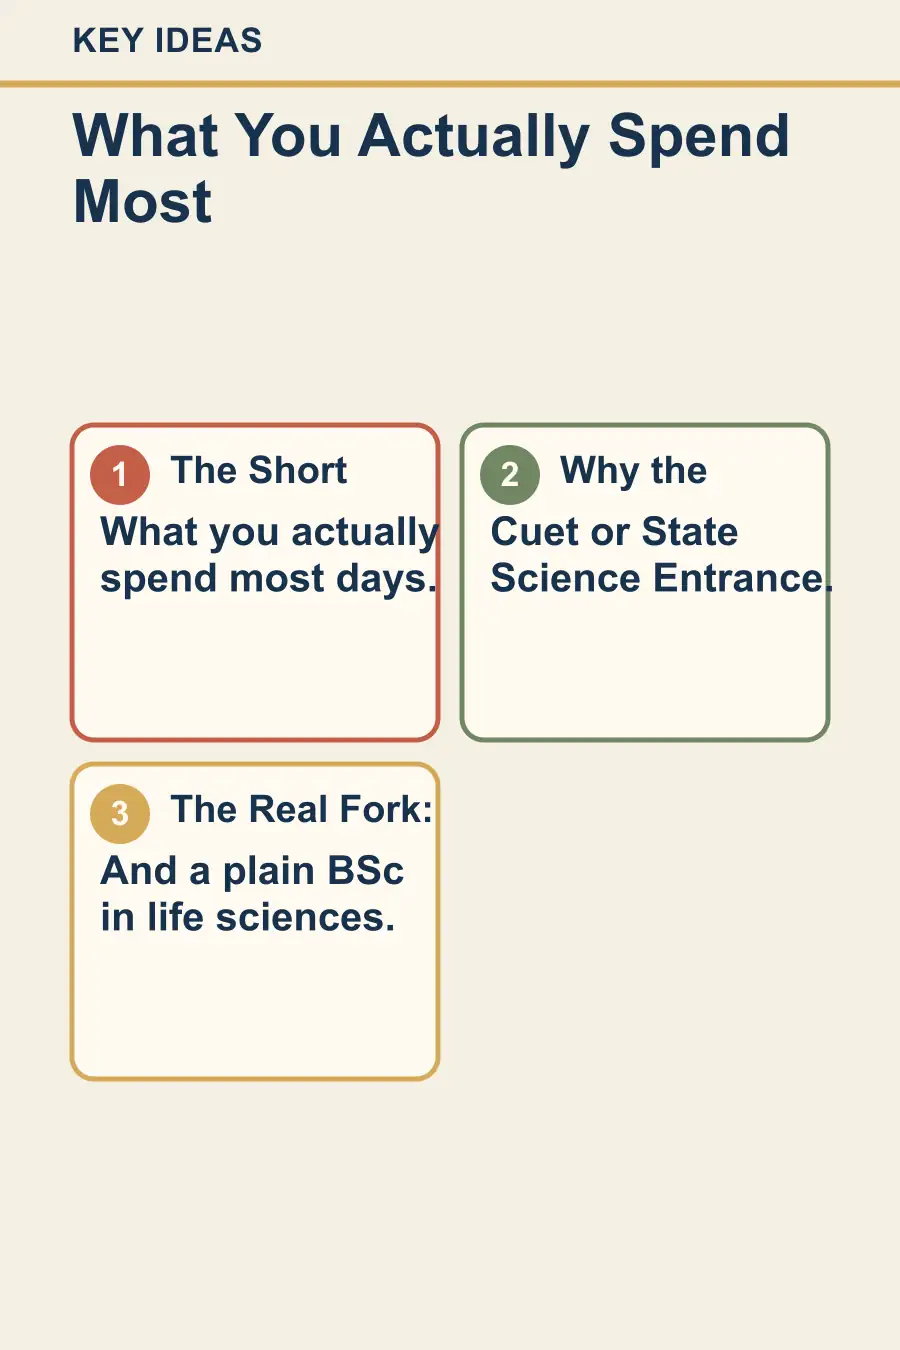 KEY IDEAS
What You Actually Spend
Most
1 The Short
What you actually
spend most days.
2 Why the
Cuet or State
Science Entrance.
3 The Real Fork:
And a plain BSc
in life sciences.